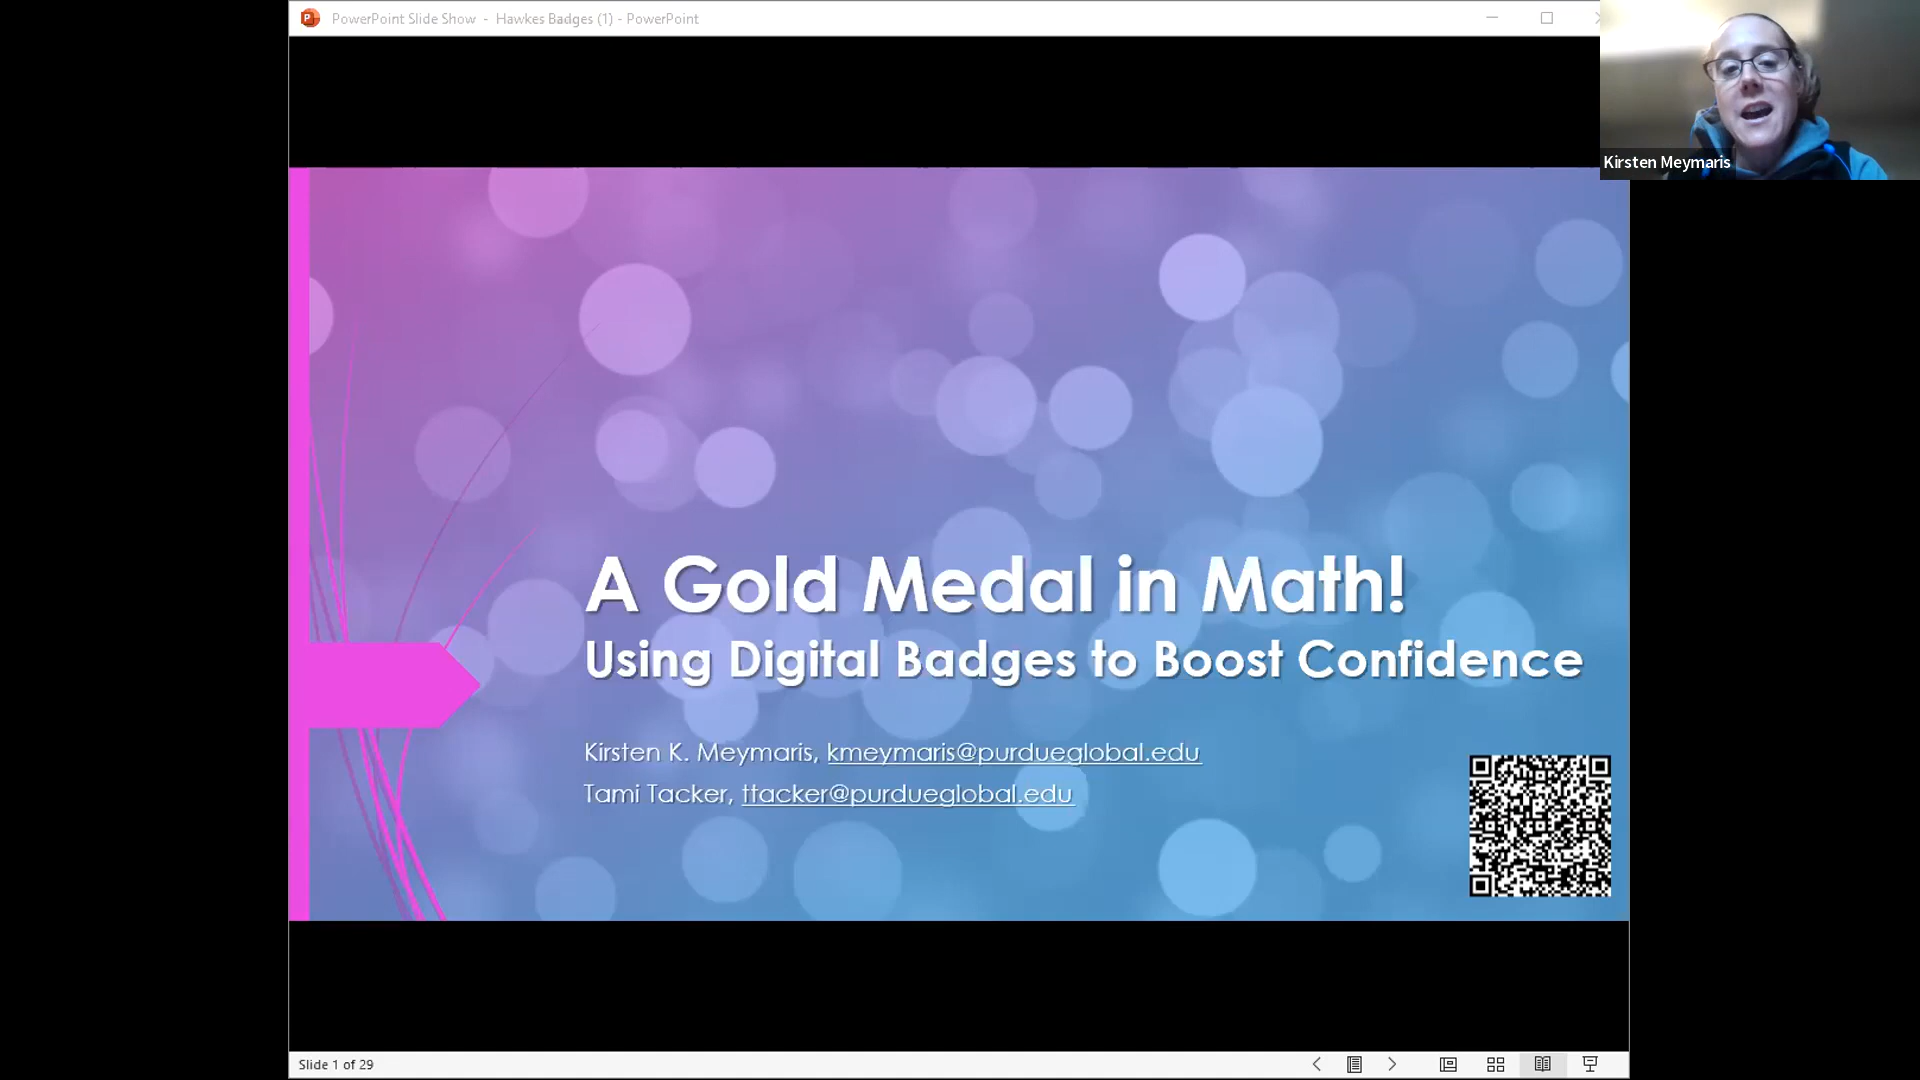 PowerPoint Slide Show - Hawkes Badges (1) - PowerPoint
Kirsten Meymaris
A Gold Medal in Math!
Using Digital Badges to Boost Confidence
Kirsten K. Meymaris, kmeymaris@purdueglobal.edu
Tami Tacker, ttacker@purdueglobal.edu
Slide 1 of 29